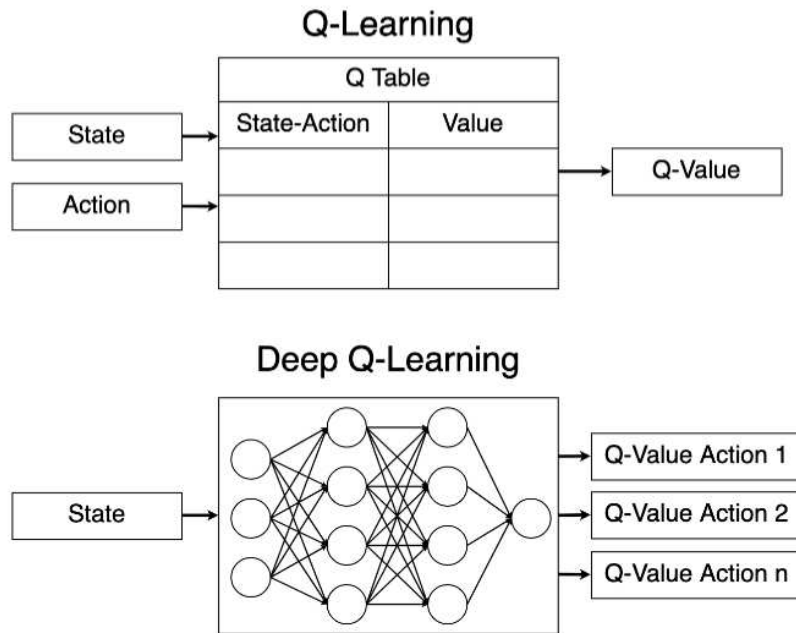 Q-Learning
Q Table
State-Action Value
State
Action
Q-Value
Deep Q-Learning
State
Q-Value Action 1
Q-Value Action 2
Q-Value Action n